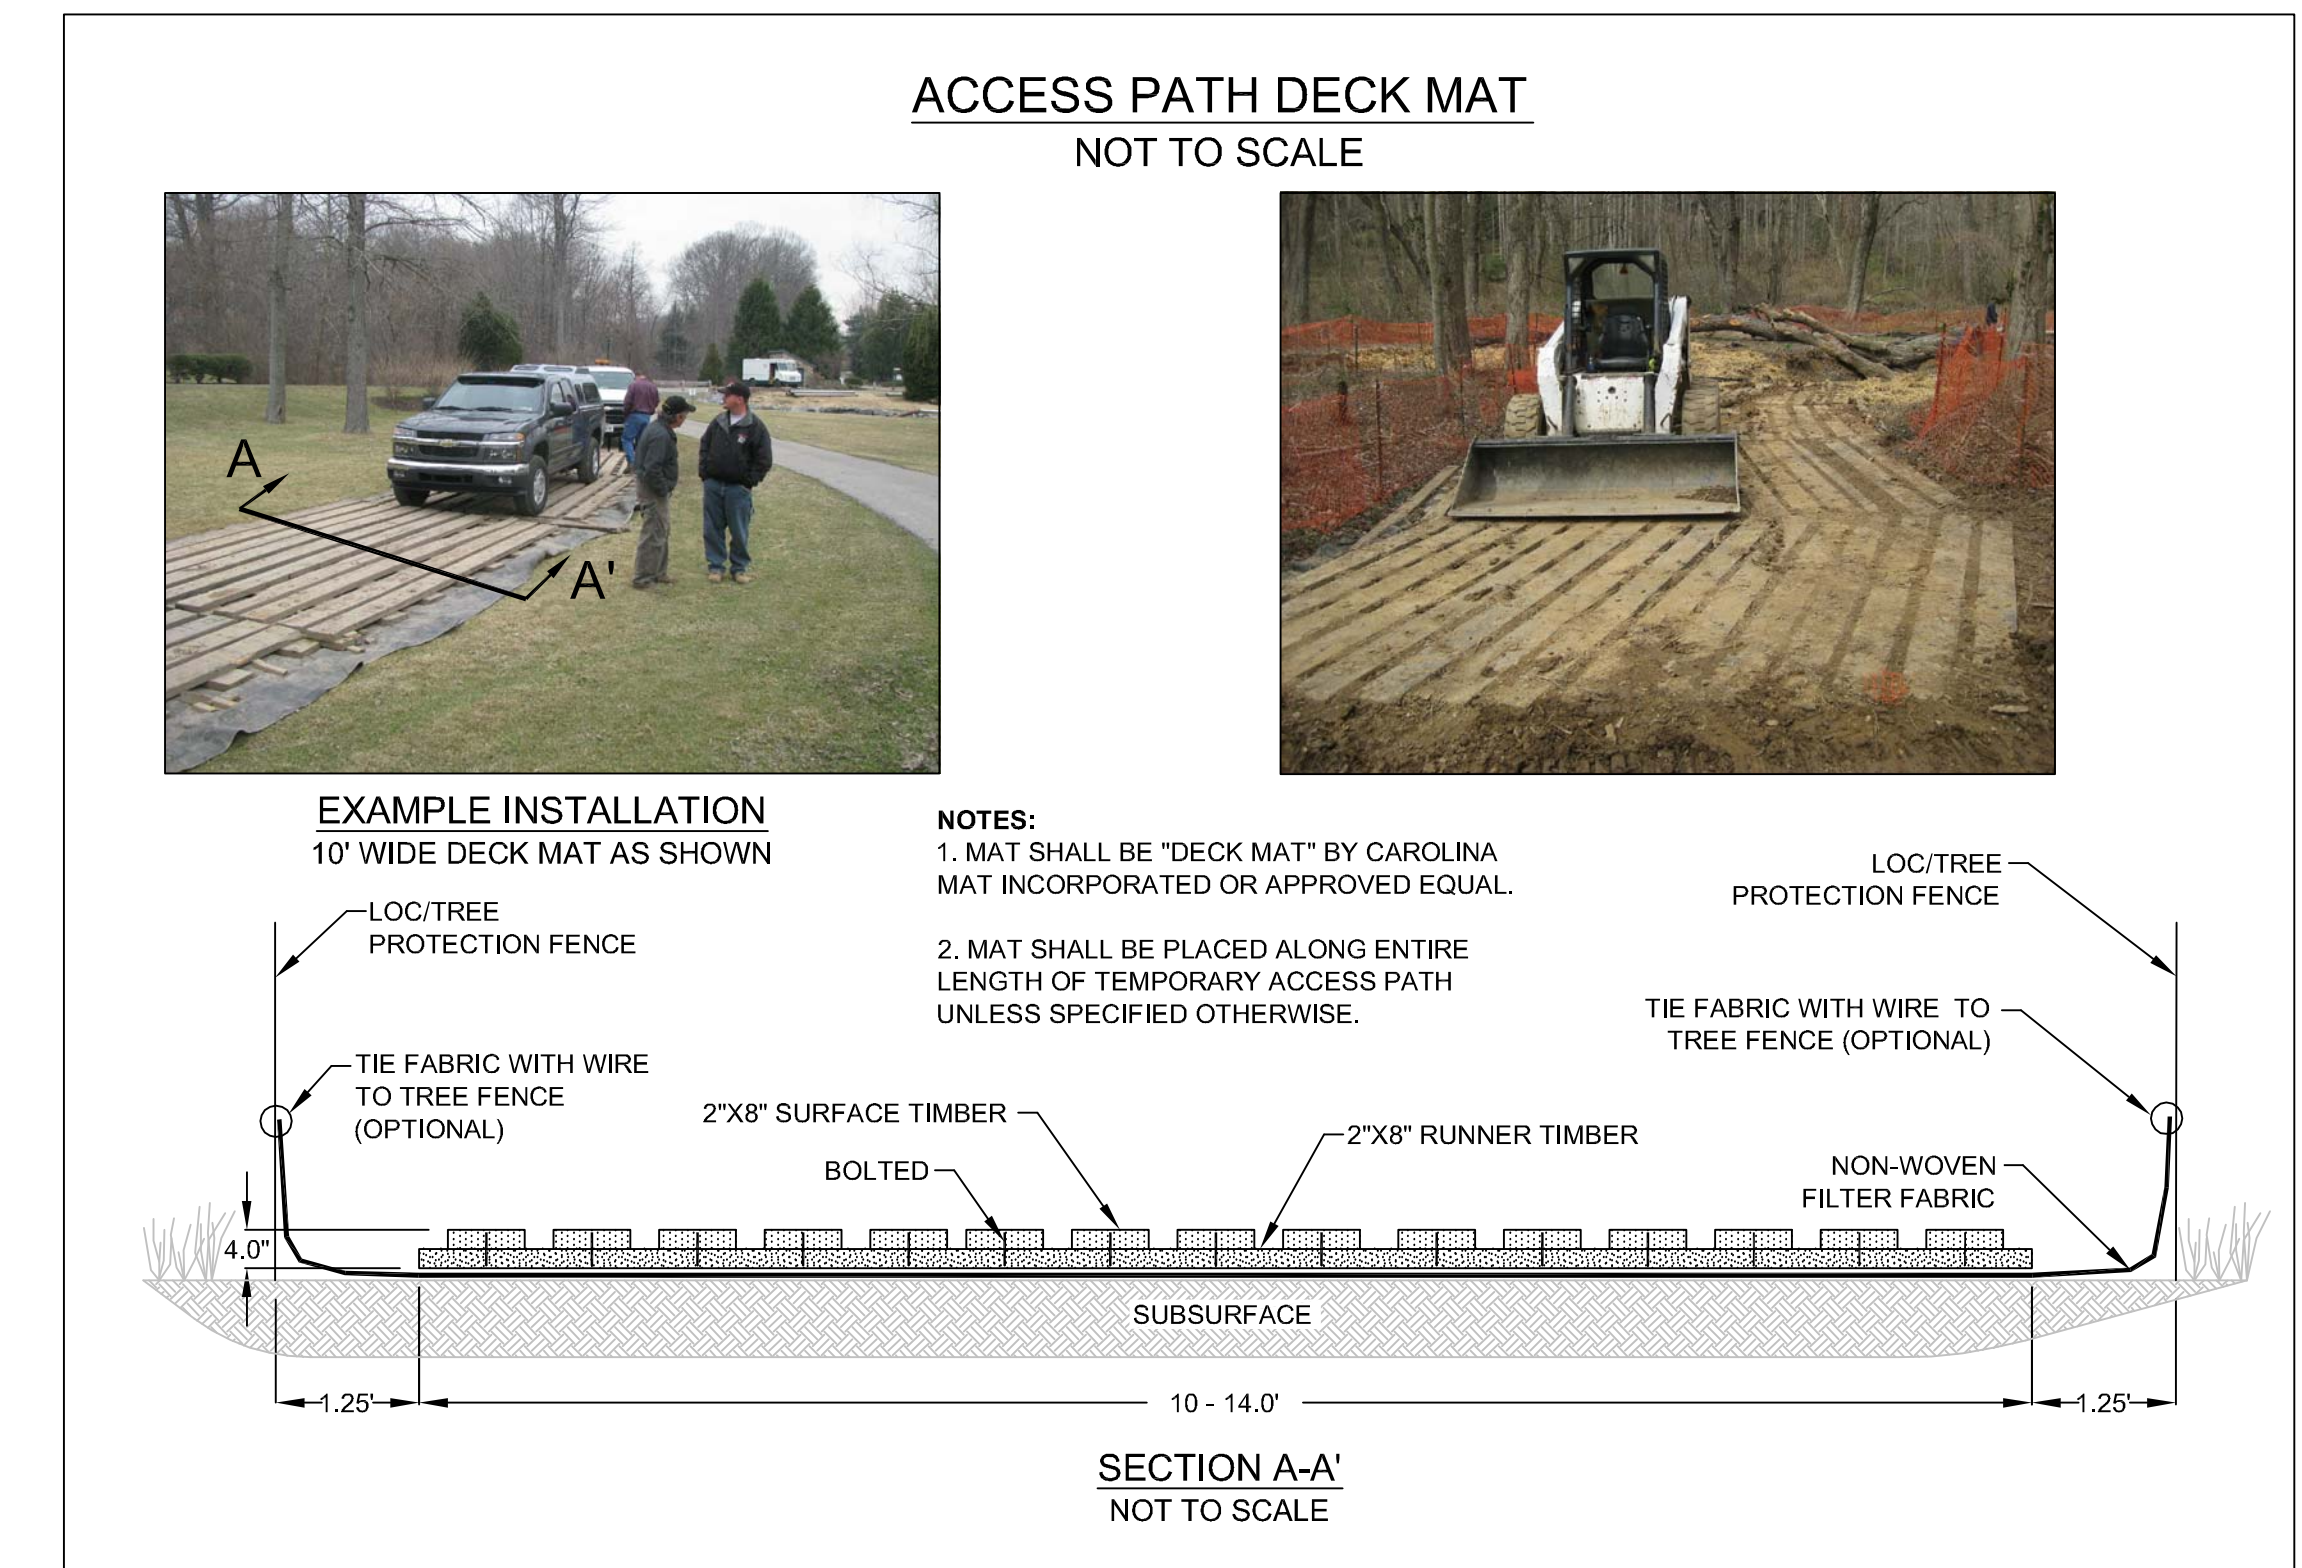 ACCESS PATH DECK MAT
NOT TO SCALE
A
A'
EXAMPLE INSTALLATION
10' WIDE DECK MAT AS SHOWN
NOTES:
1. MAT SHALL BE "DECK MAT" BY CAROLINA
MAT INCORPORATED OR APPROVED EQUAL.
2. MAT SHALL BE PLACED ALONG ENTIRE
LENGTH OF TEMPORARY ACCESS PATH
UNLESS SPECIFIED OTHERWISE.
LOC/TREE
PROTECTION FENCE
LOC/TREE
PROTECTION FENCE
TIE FABRIC WITH WIRE
TO TREE FENCE
(OPTIONAL)
TIE FABRIC WITH WIRE TO
TREE FENCE (OPTIONAL)
2"X8" SURFACE TIMBER
BOLTED
2"X8" RUNNER TIMBER
NON-WOVEN
FILTER FABRIC
4.0"
SUBSURFACE
1.25'
10 - 14.0'
1.25'
SECTION A-A'
NOT TO SCALE